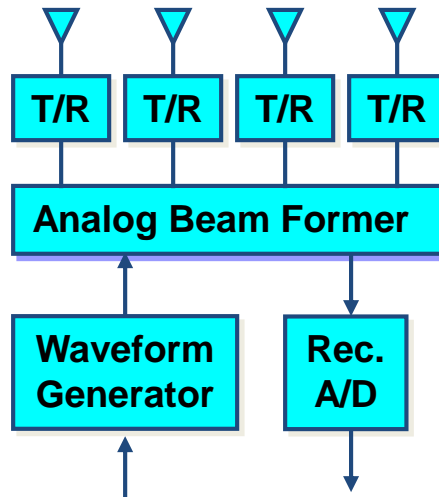 T/R T/R T/R T/R
Analog Beam Former
Waveform
Generator
Rec.
A/D